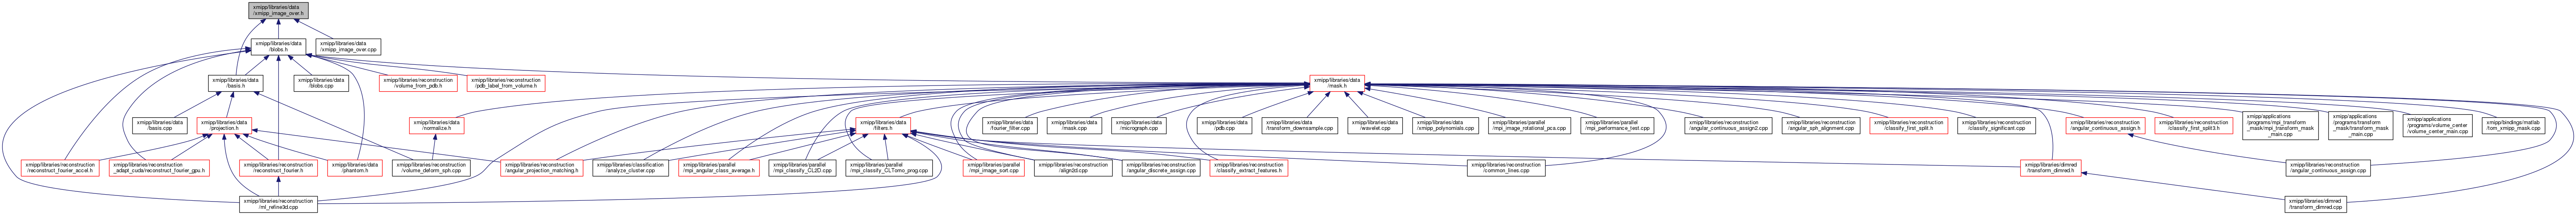 xmipp/libraries/data
/xmipp_image_over.h
xmipp/libraries/data
/blobs.h
xmipp/libraries/data
/xmipp_image_over.cpp
xmipp/libraries/data
/basis.h
xmipp/libraries/data
/blobs.cpp
xmipp/libraries/reconstruction
/volume_from_pdb.h
xmipp/libraries/reconstruction
/pdb_label_from_volume.h
xmipp/libraries/data
/mask.h
xmipp/libraries/data
/basis.cpp
xmipp/libraries/data
/projection.h
xmipp/libraries/data
/normalize.h
xmipp/libraries/data
/filters.h
xmipp/libraries/data
/fourier_filter.cpp
xmipp/libraries/data
/mask.cpp
xmipp/libraries/data
/micrograph.cpp
xmipp/libraries/data
/pdb.cpp
xmipp/libraries/data
/transform_downsample.cpp
xmipp/libraries/data
/wavelet.cpp
xmipp/libraries/data
/xmipp_polynomials.cpp
xmipp/libraries/parallel
/mpi_image_rotational_pca.cpp
xmipp/libraries/parallel
/mpi_performance_test.cpp
xmipp/libraries/reconstruction
/angular_continuous_assign2.cpp
xmipp/libraries/reconstruction
/angular_sph_alignment.cpp
xmipp/libraries/reconstruction
/classify_first_split.h
xmipp/libraries/reconstruction
/classify_significant.cpp
xmipp/libraries/reconstruction
/angular_continuous_assign.h
xmipp/libraries/reconstruction
/classify_first_split3.h
xmipp/applications
/programs/mpi_transform
_mask/mpi_transform_mask
_main.cpp
xmipp/applications
/programs/transform
_mask/transform_mask
_main.cpp
xmipp/applications
/programs/volume_center
/volume_center_main.cpp
xmipp/bindings/matlab
/tom_xmipp_mask.cpp
xmipp/libraries/reconstruction
/reconstruct_fourier_accel.h
xmipp/libraries/reconstruction
_adapt_cuda/reconstruct_fourier_gpu.h
xmipp/libraries/reconstruction
/reconstruct_fourier.h
xmipp/libraries/data
/phantom.h
xmipp/libraries/reconstruction
/volume_deform_sph.cpp
xmipp/libraries/reconstruction
/angular_projection_matching.h
xmipp/libraries/classification
/analyze_cluster.cpp
xmipp/libraries/parallel
/mpi_angular_class_average.h
xmipp/libraries/parallel
/mpi_classify_CL2D.cpp
xmipp/libraries/parallel
/mpi_classify_CLTomo_prog.cpp
xmipp/libraries/parallel
/mpi_image_sort.cpp
xmipp/libraries/reconstruction
/align2d.cpp
xmipp/libraries/reconstruction
/angular_discrete_assign.cpp
xmipp/libraries/reconstruction
/classify_extract_features.h
xmipp/libraries/reconstruction
/common_lines.cpp
xmipp/libraries/dimred
/transform_dimred.h
xmipp/libraries/reconstruction
/angular_continuous_assign.cpp
xmipp/libraries/reconstruction
/ml_refine3d.cpp
xmipp/libraries/dimred
/transform_dimred.cpp